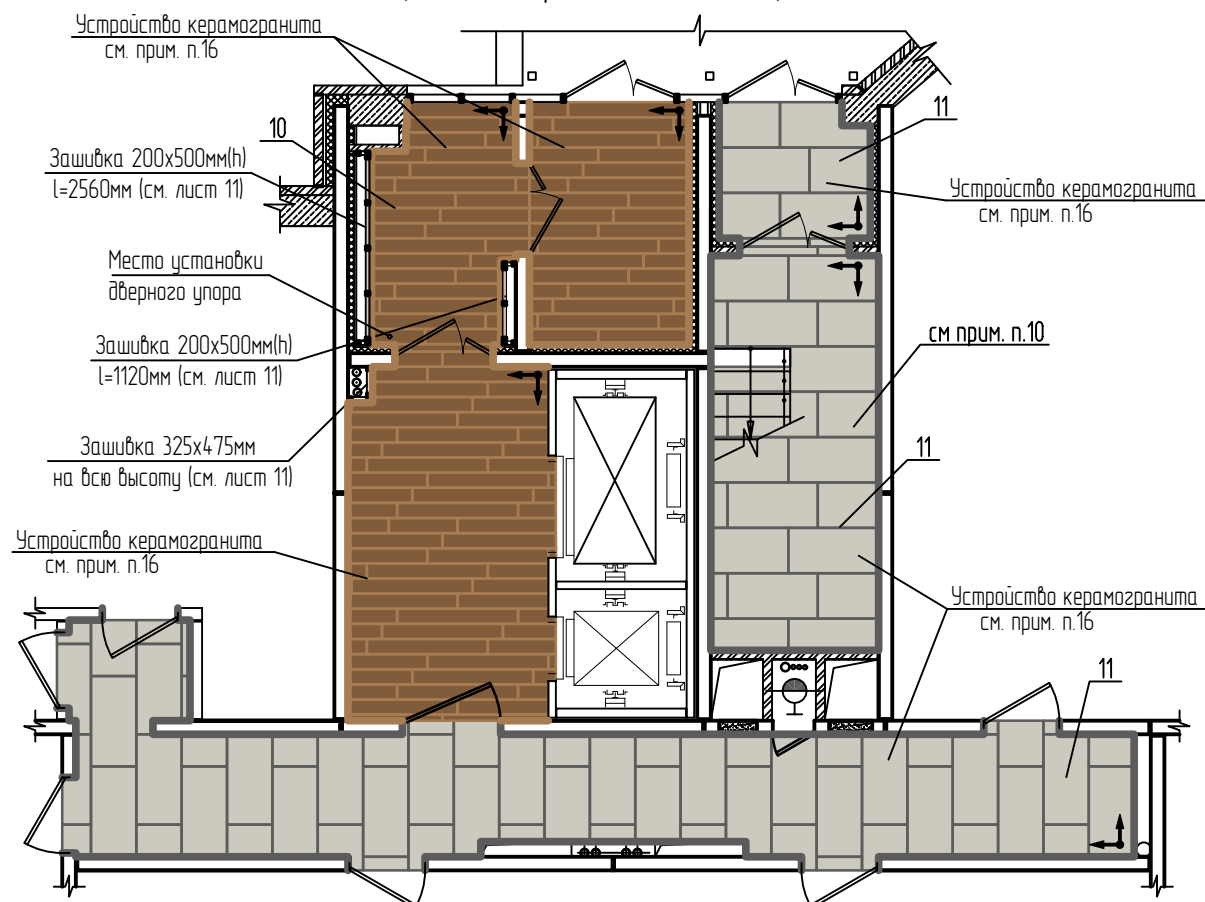 Устройство керамогранита
см. прим. п.16
10
Зашивка 200х500мм(h)
l=2560мм (см. лист 11)
Место установки
дверного упора
Зашивка 200х500мм(h)
l=1120мм (см. лист 11)
Зашивка 325х475мм
на всю высоту (см. лист 11)
Устройство керамогранита
см. прим. п.16
11
Устройство керамогранита
см. прим. п.16
см прим. п.10
11
Устройство керамогранита
см. прим. п.16
11